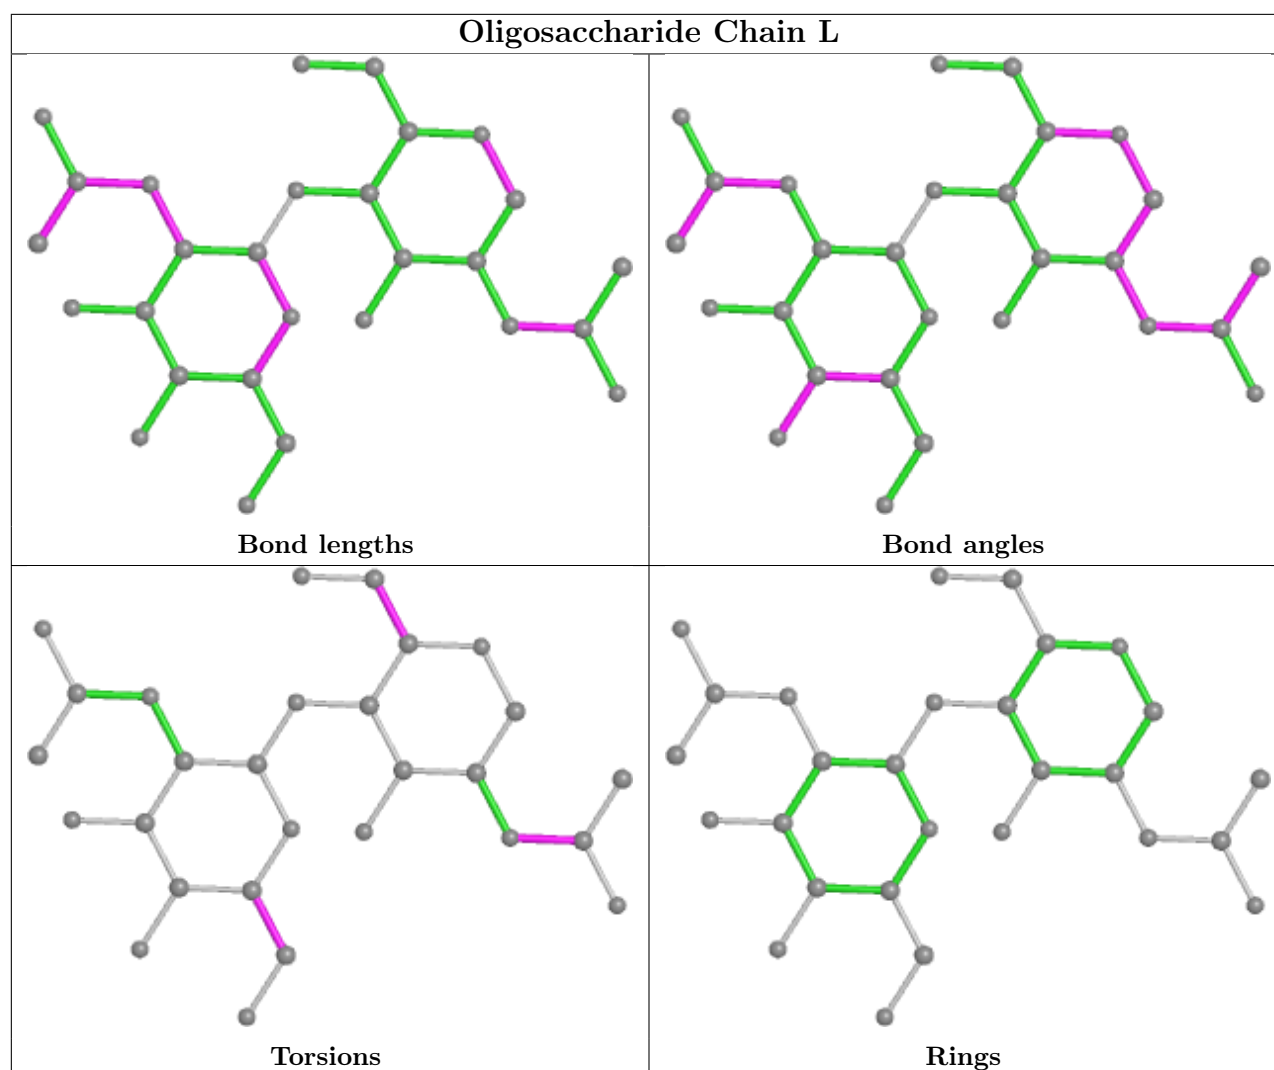 Oligosaccharide Chain L
Bond lengths
Bond angles
Torsions
Rings